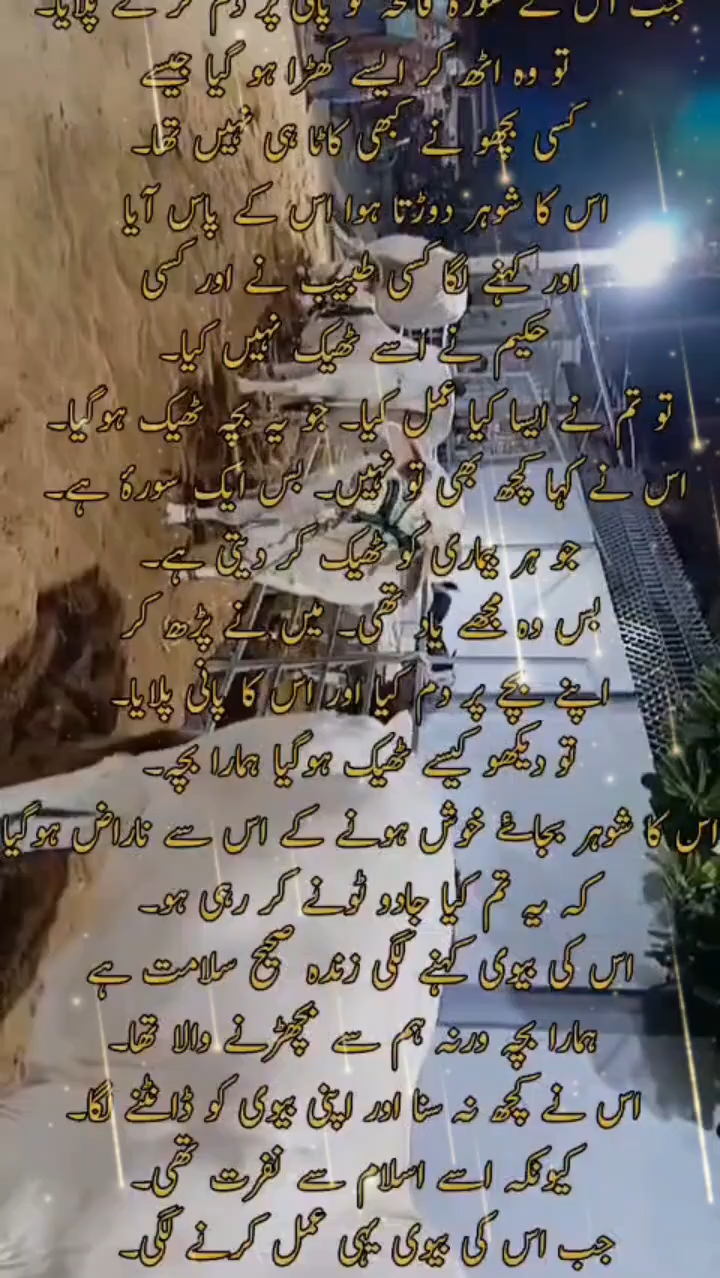 جب اس نے سورۃ فاتحہ کو پانی پر دم کر کے پلایا۔
تو وہ اٹھ کر ایسے کھڑا ہو گیا جیسے
کسی بچھو نے کبھی کاٹا ہی نہیں تھا۔
اس کا شوہر دوڑتا ہوا اس کے پاس آیا
اور کہنے لگا کسی طبیب نے اور کسی
حکیم نے اسے ٹھیک نہیں کیا۔
تو تم نے ایسا کیا عمل کیا۔ جو یہ بچہ ٹھیک ہوگیا۔
اس نے کہا کچھ بھی تو نہیں۔ بس ایک سورۃ ہے۔
جو ہر بیماری کو ٹھیک کر دیتی ہے۔
بس وہ مجھے یاد تھی۔ میں نے پڑھ کر
اپنے بچے پر دم کیا اور اس کا پانی پلایا۔
تو دیکھو کیسے ٹھیک ہوگیا ہمارا بچہ۔
اس کا شوہر بجائے خوش ہونے کے اس سے ناراض ہوگیا
کہ یہ تم کیا جادو ٹونے کر رہی ہو۔
اس کی بیوی کہنے لگی زندہ صحیح سلامت ہے
ہمارا بچہ ورنہ ہم سے بچھڑنے والا تھا۔
اس نے کچھ نہ سنا اور اپنی بیوی کو ڈانٹنے لگا۔
کیونکہ اسے اسلام سے نفرت تھی۔
جب اس کی بیوی یہی عمل کرنے لگی۔